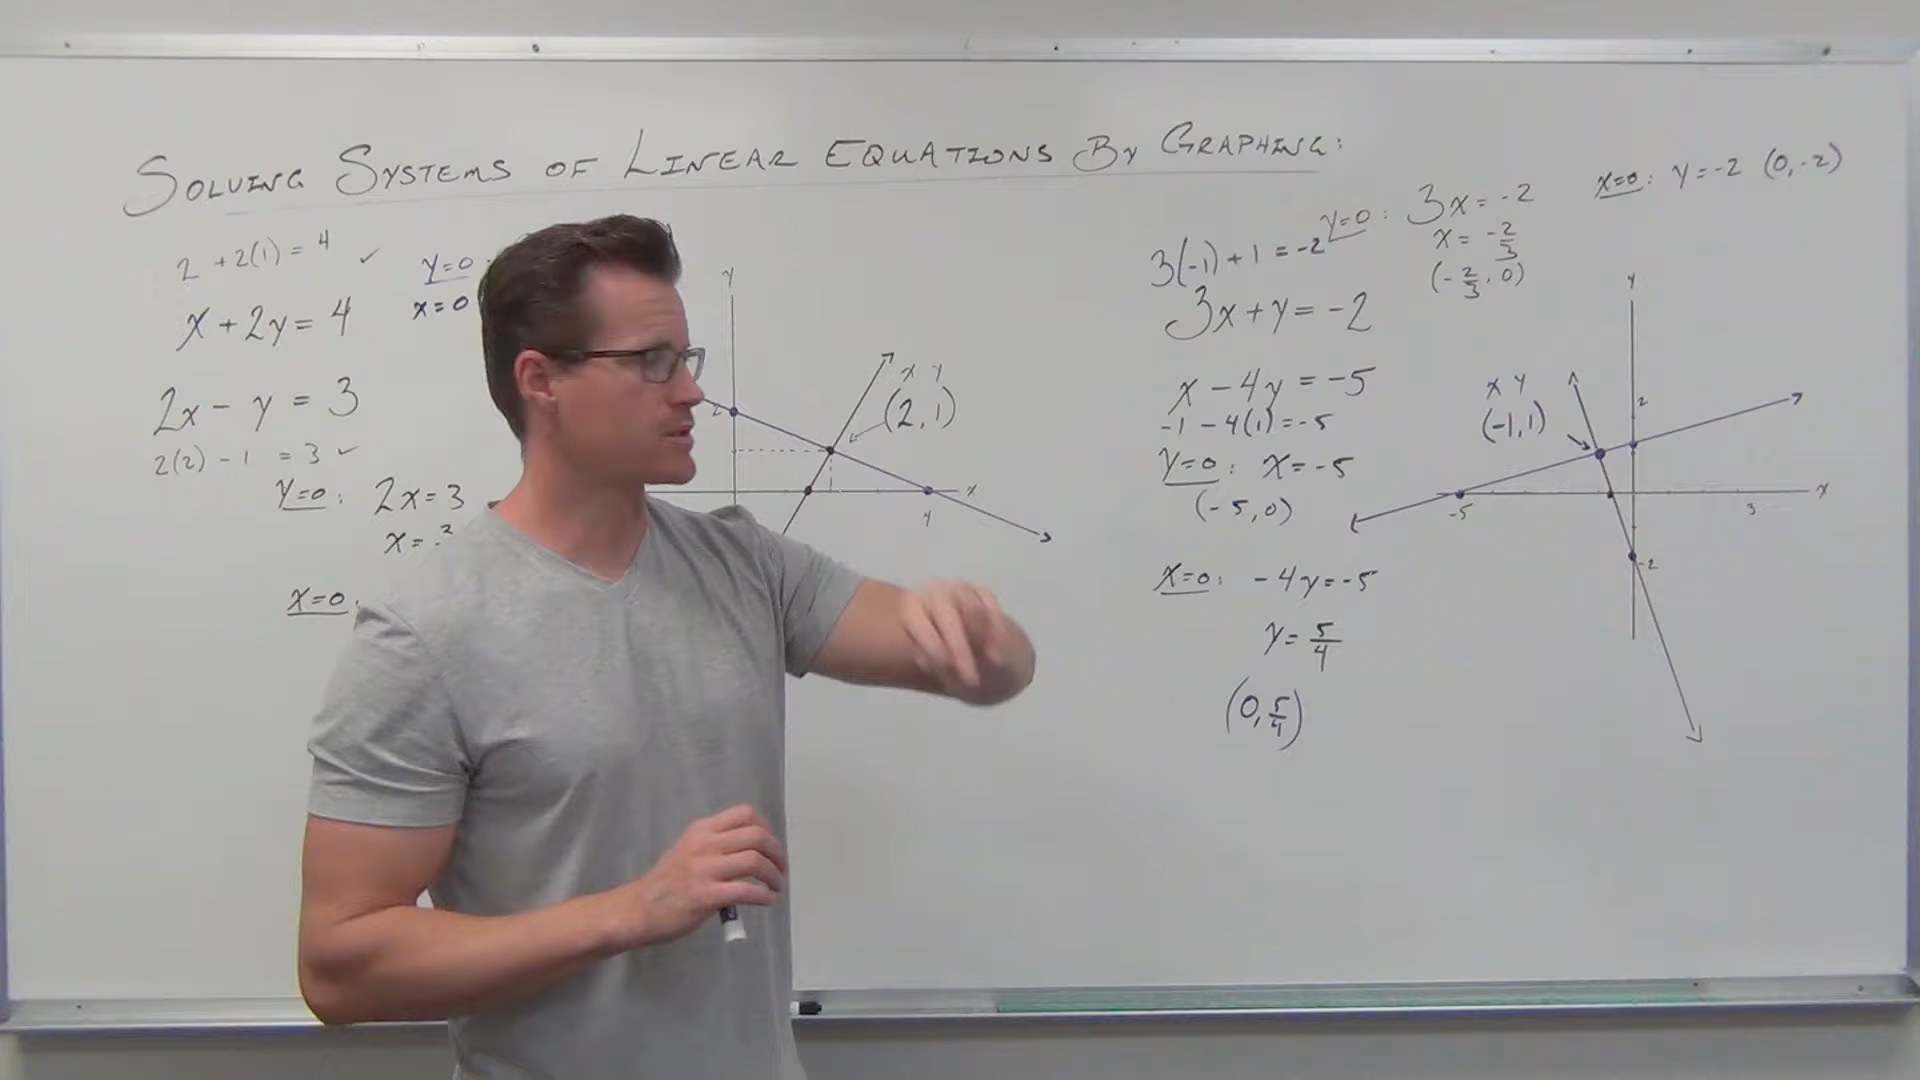 SOLVING SYSTEMS OF LINEAR EQUATIONS BY GRAPHING:
2 + 2(1) = 4 ✓
x + 2y = 4
2x - y = 3
2(2) - 1 = 3 ✓
y=0:
x=0
y=0: 2x = 3
x =
x=0:
y
2
x y
(2, 1)
x
4
3(-1) + 1 = -2
3x + y = -2
x - 4y = -5
-1 - 4(1) = -5
y=0: x = -5
(-5, 0)
x=0: -4y = -5
y = 5/4
(0, 5/4)
y=0: 3x = -2
x = -2/3
(-2/3, 0)
x=0: y = -2 (0, -2)
y
x y
(-1, 1)
2
-5
3
x
-2